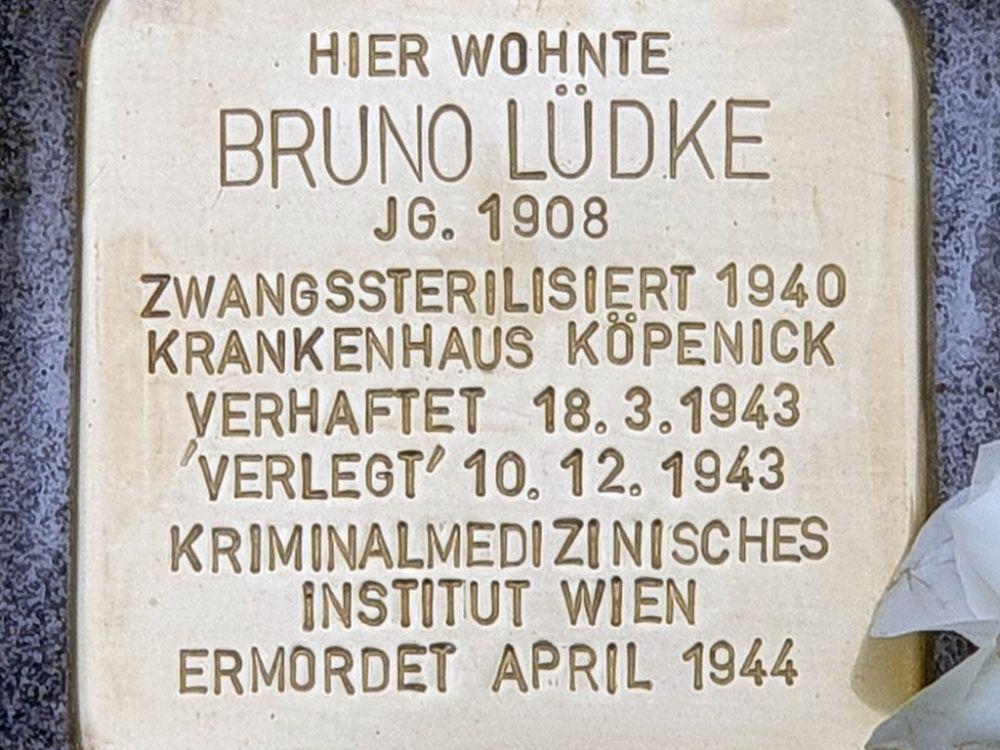 HIER WOHNTE
BRUNO LÜDKE
JG. 1908
ZWANGSSTERILISIERT 1940
KRANKENHAUS KÖPENICK
VERHAFTET 18. 3. 1943
'VERLEGT' 10. 12. 1943
KRIMINALMEDIZINISCHES
INSTITUT WIEN
ERMORDET APRIL 1944